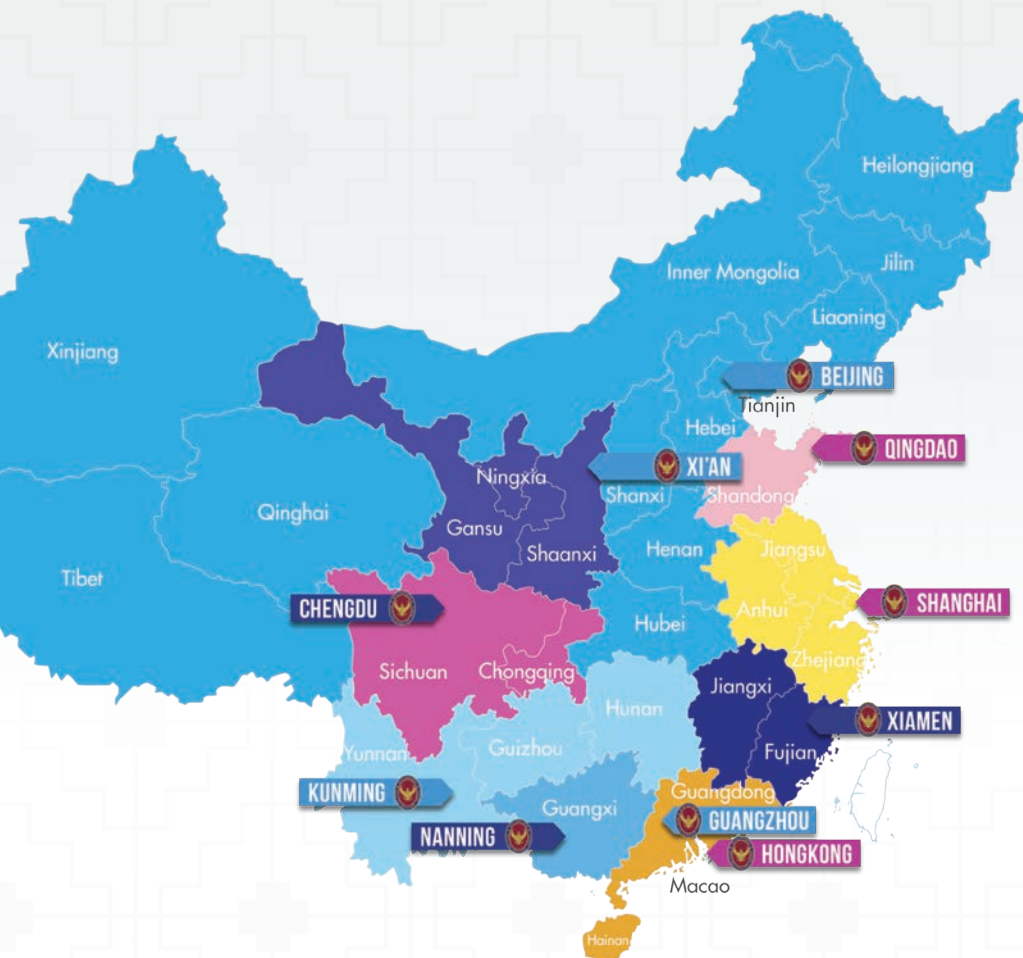 Heilongjiang
Jilin
Inner Mongolia
Liaoning
Xinjiang
BEIJING
Tianjin
Hebei
QINGDAO
XI'AN
Ningxia
Shanxi
Shandong
Qinghai
Gansu
Shaanxi
Henan
Jiangsu
Tibet
CHENGDU
SHANGHAI
Anhui
Hubei
Zhejiang
Sichuan
Chongqing
Jiangxi
Hunan
XIAMEN
Yunnan
Guizhou
Fujian
KUNMING
Guangdong
Guangxi
GUANGZHOU
NANNING
HONGKONG
Macao
Hainan